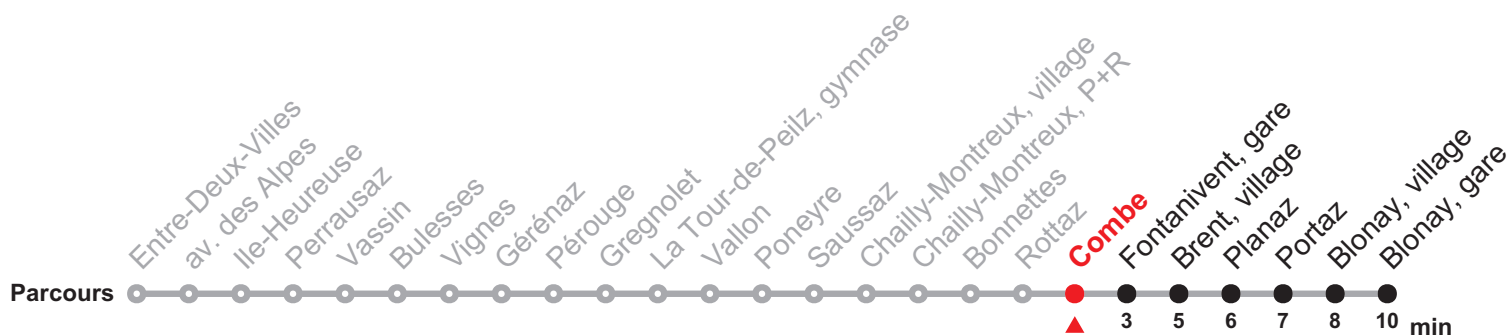 Entre-Deux-Villes
av. des Alpes
Ile-Heureuse
Perrausaz
Vassin
Bulesses
Vignes
Gérénaz
Pérouge
Gregnolet
La Tour-de-Peilz, gymnase
Vallon
Poneyre
Saussaz
Chailly-Montreux, village
Chailly-Montreux, P+R
Bonnettes
Rottaz
Combe
Fontanivent, gare
Brent, village
Planaz
Portaz
Blonay, village
Blonay, gare
Parcours
3 5 6 7 8 10 min